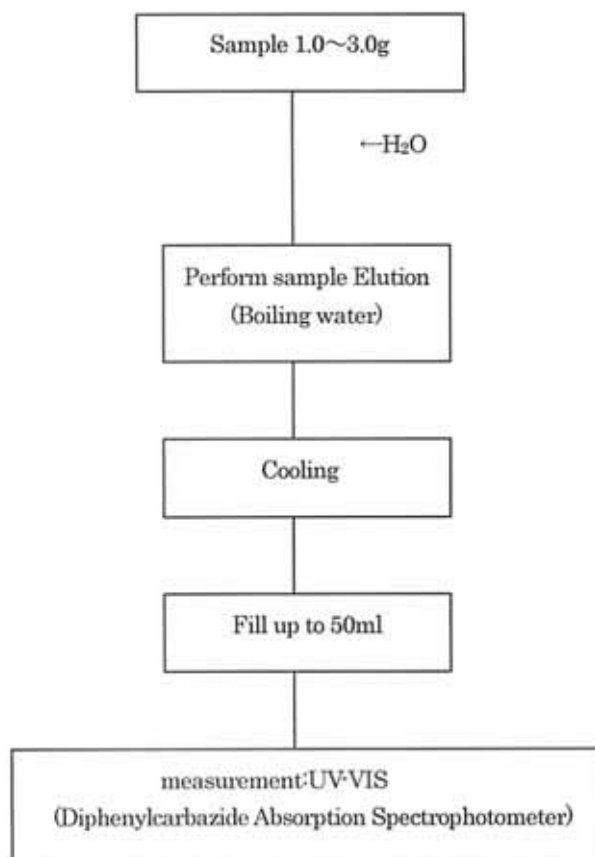 Sample 1.0～3.0g
←H₂O
Perform sample Elution
(Boiling water)
Cooling
Fill up to 50ml
measurement:UV-VIS
(Diphenylcarbazide Absorption Spectrophotometer)